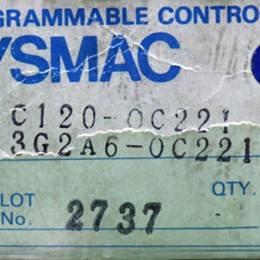 GRAMMABLE CONTRO
YSMAC
C120-OC221
3G2A6-OC221
LOT QTY.
No. 2737